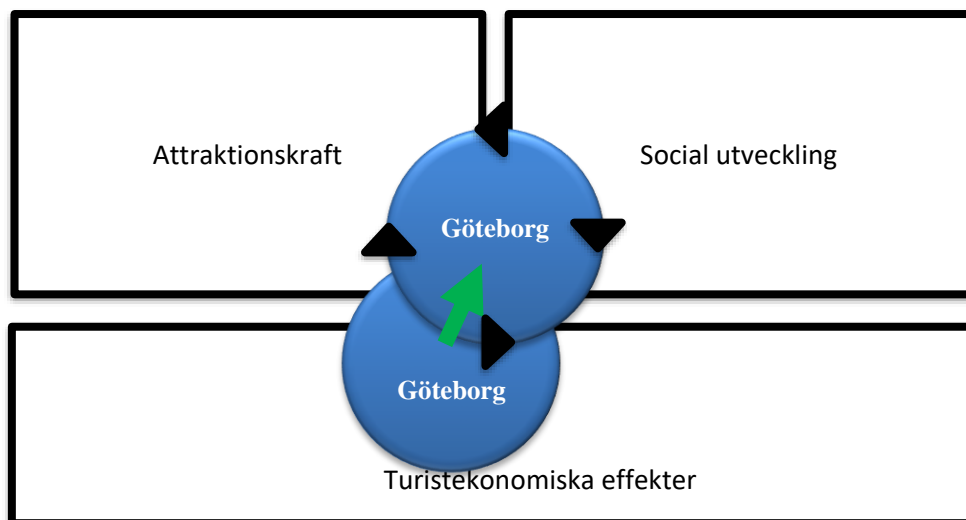 Attraktionskraft
Social utveckling
Göteborg
Göteborg
Turistekonomiska effekter